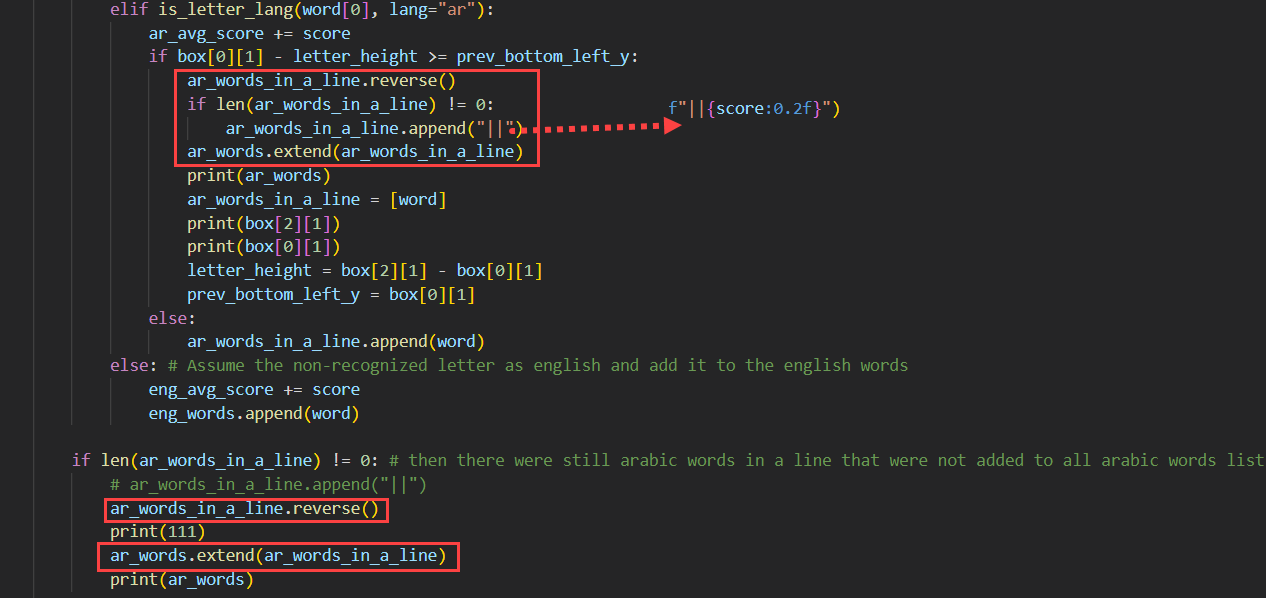 elif is_letter_lang(word[0], lang="ar"):
ar_avg_score += score
if box[0][1] - letter_height >= prev_bottom_left_y:
ar_words_in_a_line.reverse()
if len(ar_words_in_a_line) != 0:
ar_words_in_a_line.append("||")
f"||{score:0.2f}")
ar_words.extend(ar_words_in_a_line)
print(ar_words)
ar_words_in_a_line = [word]
print(box[2][1])
print(box[0][1])
letter_height = box[2][1] - box[0][1]
prev_bottom_left_y = box[0][1]
else:
ar_words_in_a_line.append(word)
else: # Assume the non-recognized letter as english and add it to the english words
eng_avg_score += score
eng_words.append(word)
if len(ar_words_in_a_line) != 0: # then there were still arabic words in a line that were not added to all arabic words list
# ar_words_in_a_line.append("||")
ar_words_in_a_line.reverse()
print(111)
ar_words.extend(ar_words_in_a_line)
print(ar_words)